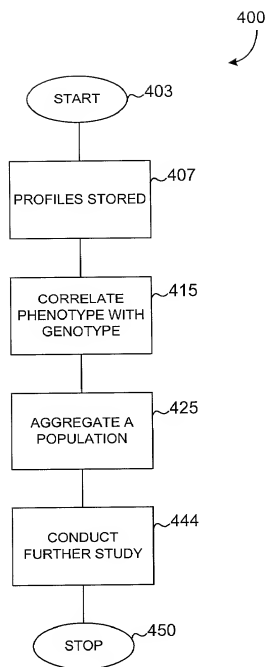 400
START
403
PROFILES STORED
407
CORRELATE
PHENOTYPE WITH
GENOTYPE
415
AGGREGATE A
POPULATION
425
CONDUCT
FURTHER STUDY
444
STOP
450